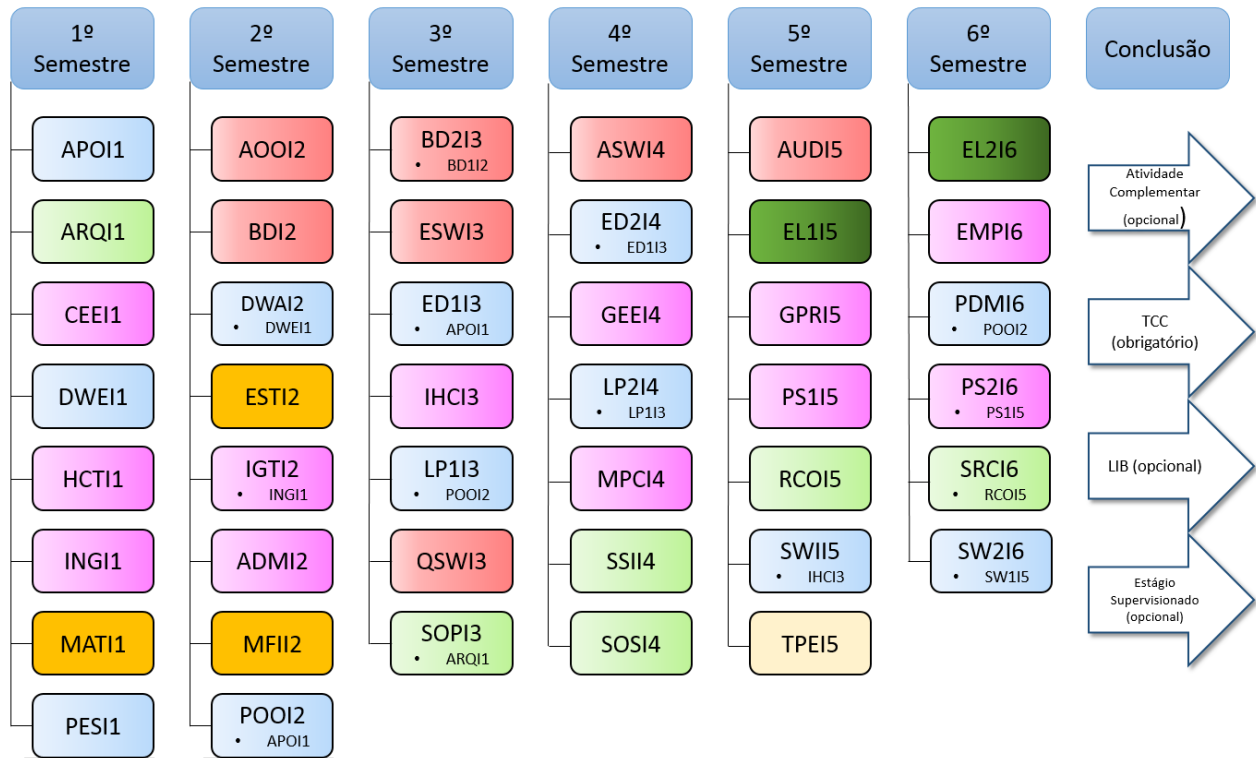 1º
Semestre
APOI1
ARQI1
CEEI1
DWEI1
HCTI1
INGI1
MATI1
PESI1
2º
Semestre
AOOI2
BDI2
DWAI2
• DWEI1
ESTI2
IGTI2
• INGI1
ADMI2
MFII2
POOI2
• APOI1
3º
Semestre
BD2I3
• BD1I2
ESWI3
ED1I3
• APOI1
IHCI3
LP1I3
• POOI2
QSWI3
SOPI3
• ARQI1
4º
Semestre
ASWI4
ED2I4
• ED1I3
GEEI4
LP2I4
• LP1I3
MPCI4
SSII4
SOSI4
5º
Semestre
AUDI5
EL1I5
GPRI5
PS1I5
RCOI5
SWII5
• IHCI3
TPEI5
6º
Semestre
EL2I6
EMPI6
PDMI6
• POOI2
PS2I6
• PS1I5
SRCI6
• RCOI5
SW2I6
• SW1I5
Conclusão
Atividade
Complementar
(opcional)
TCC
(obrigatório)
LIB (opcional)
Estágio
Supervisionado
(opcional)